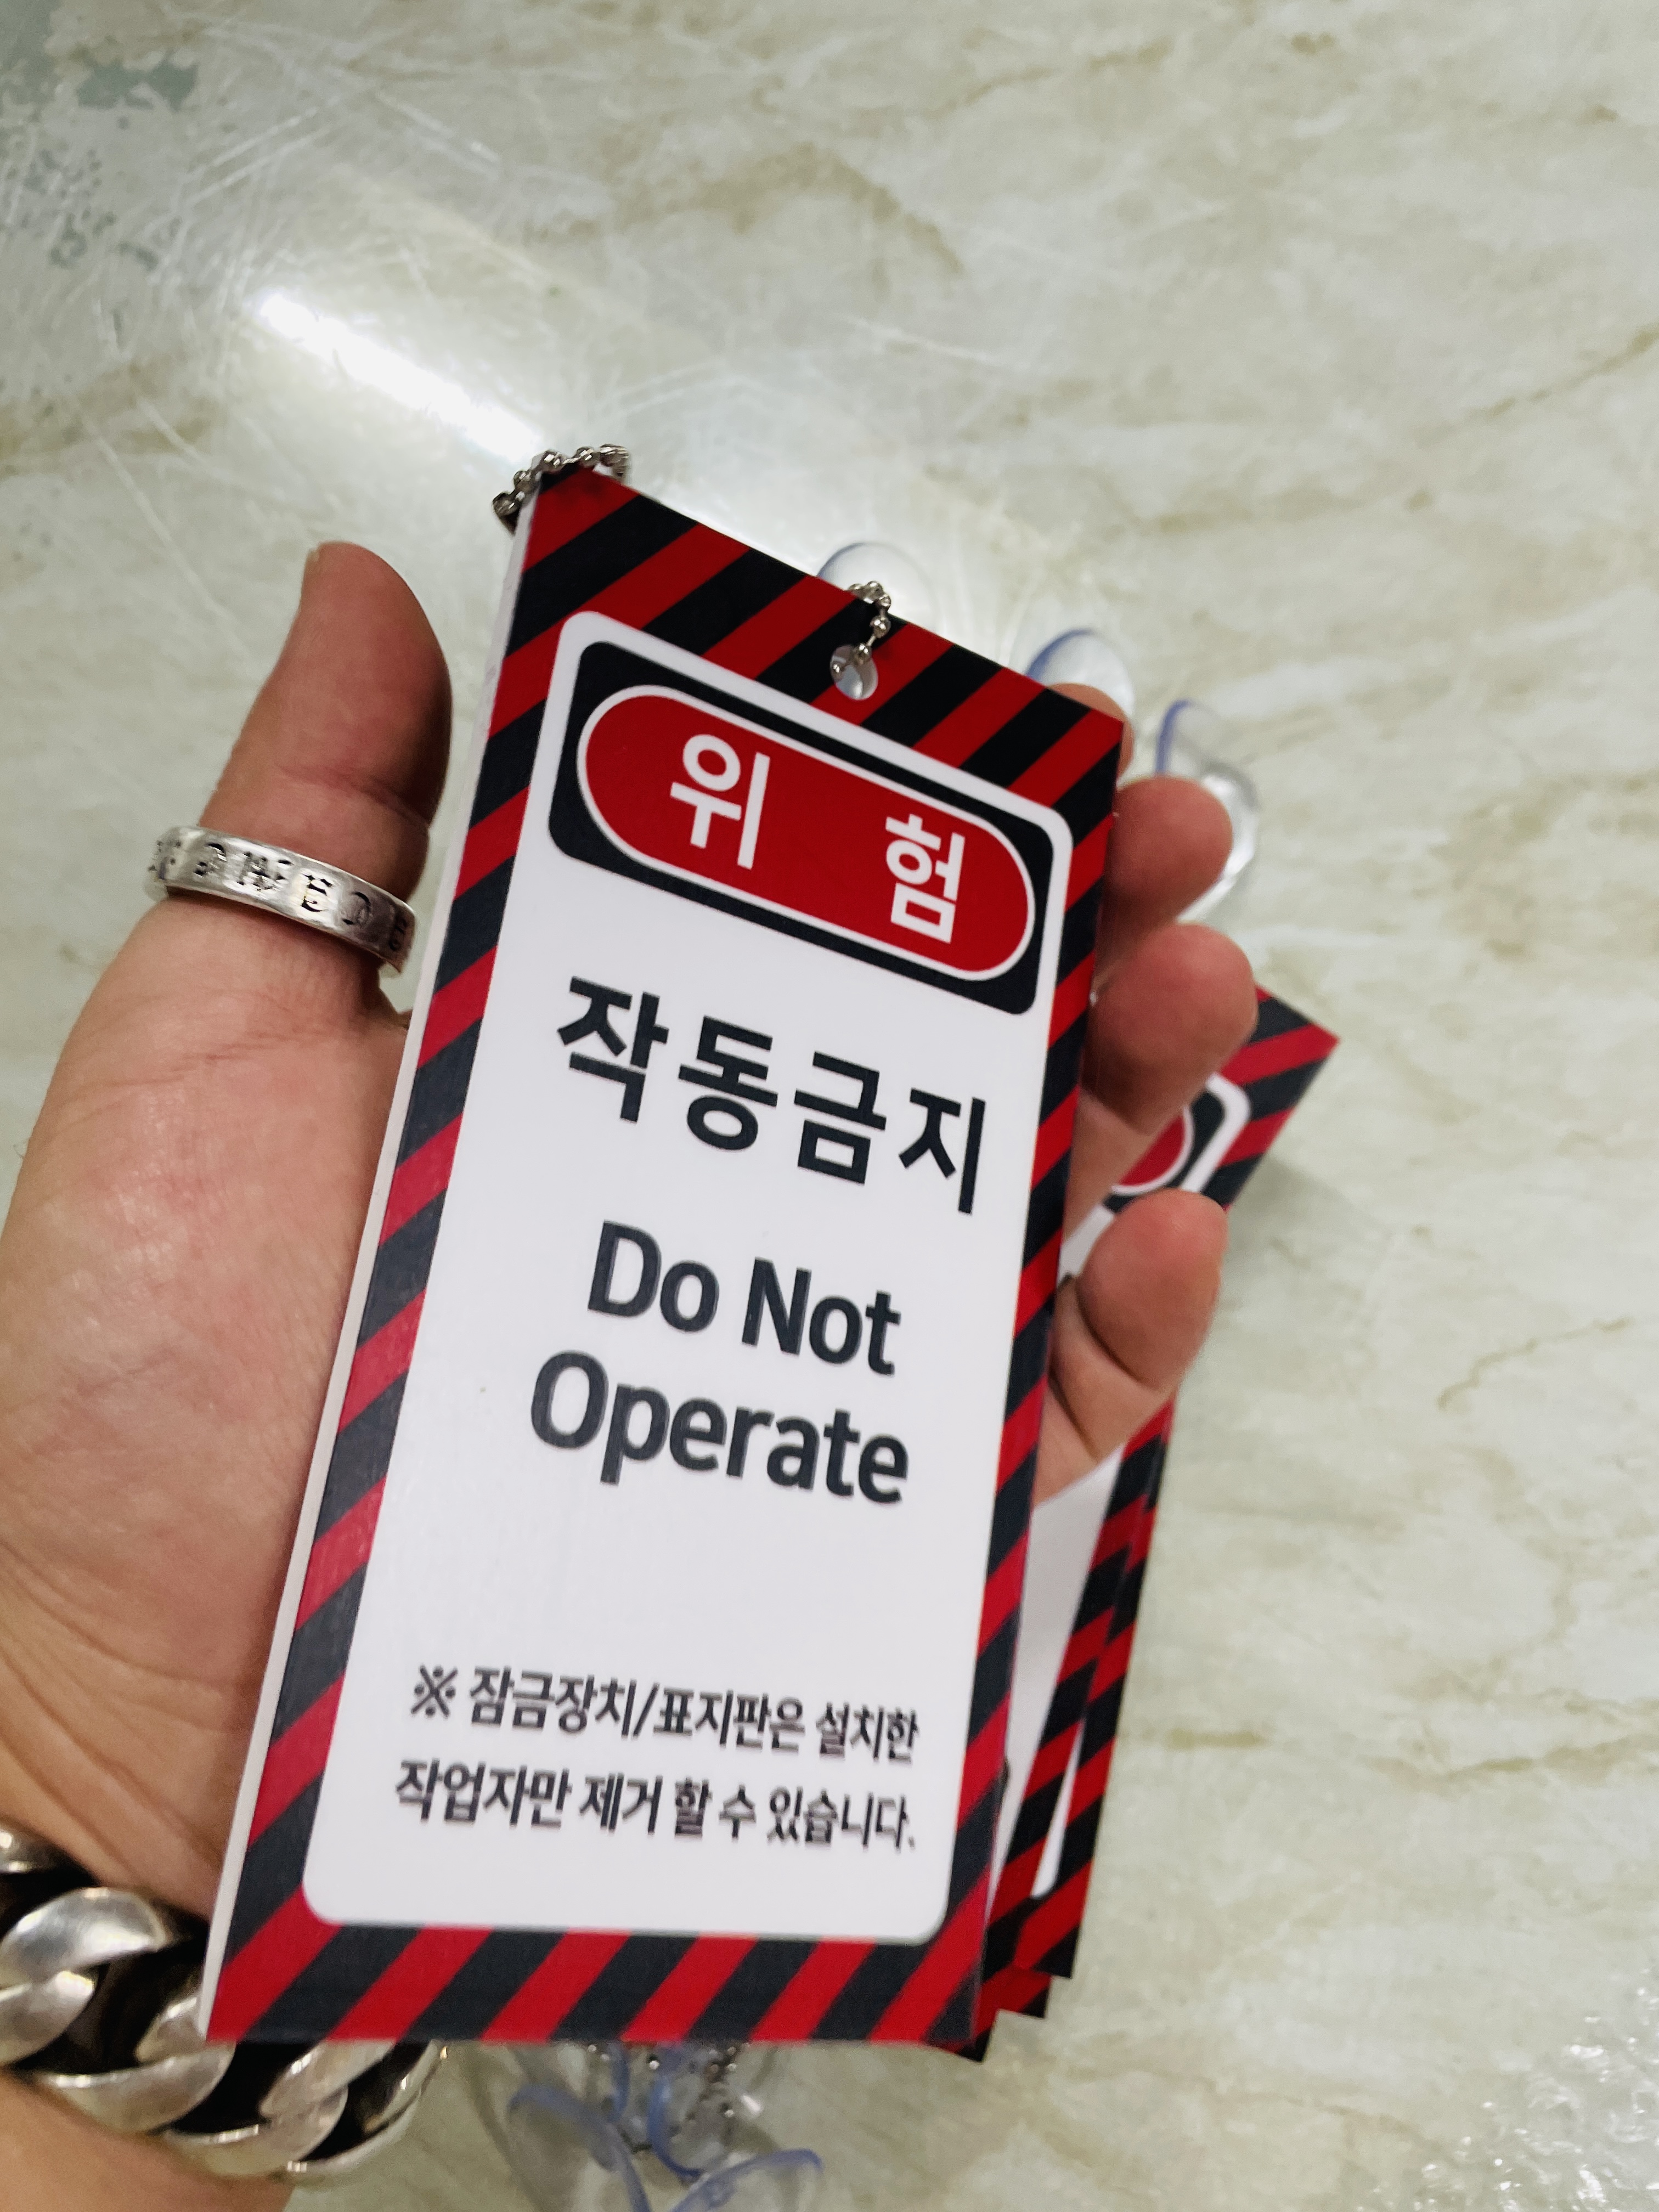 위 험
작동금지
Do Not
Operate
※ 잠금장치/표지판은 설치한
작업자만 제거 할 수 있습니다.